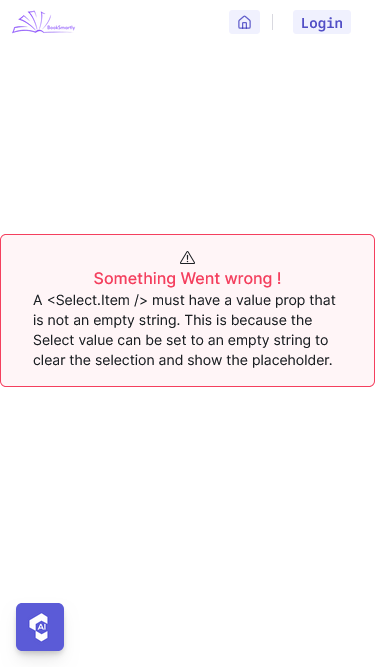 BookSmartly
Login
Something Went wrong !
A <Select.Item /> must have a value prop that
is not an empty string. This is because the
Select value can be set to an empty string to
clear the selection and show the placeholder.
AI